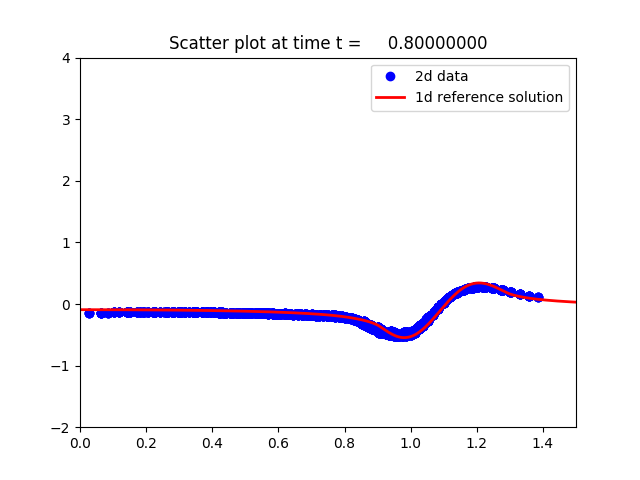 Scatter plot at time t =     0.80000000
4
3
2
1
0
−1
−2
0.0 0.2 0.4 0.6 0.8 1.0 1.2 1.4
2d data
1d reference solution